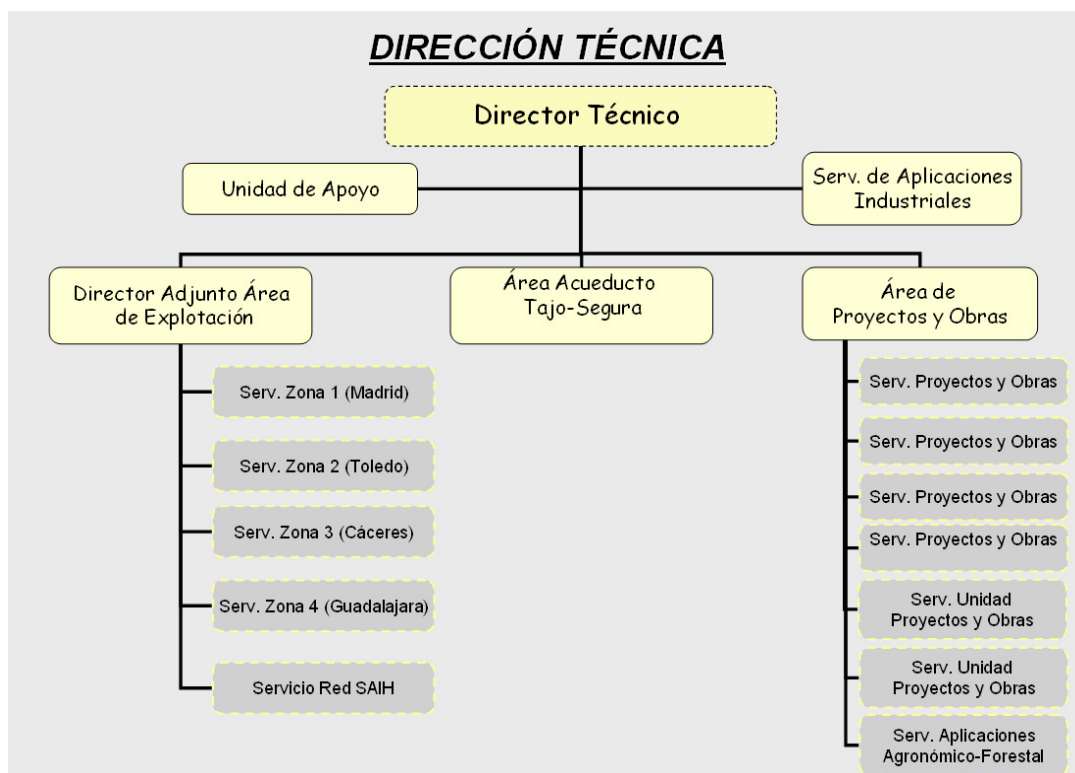 DIRECCIÓN TÉCNICA
Director Técnico
Unidad de Apoyo
Serv. de Aplicaciones
Industriales
Director Adjunto Área
de Explotación
Área Acueducto
Tajo-Segura
Área de
Proyectos y Obras
Serv. Zona 1 (Madrid)
Serv. Zona 2 (Toledo)
Serv. Zona 3 (Cáceres)
Serv. Zona 4 (Guadalajara)
Servicio Red SAIH
Serv. Proyectos y Obras
Serv. Proyectos y Obras
Serv. Proyectos y Obras
Serv. Proyectos y Obras
Serv. Unidad
Proyectos y Obras
Serv. Unidad
Proyectos y Obras
Serv. Aplicaciones
Agronómico-Forestal